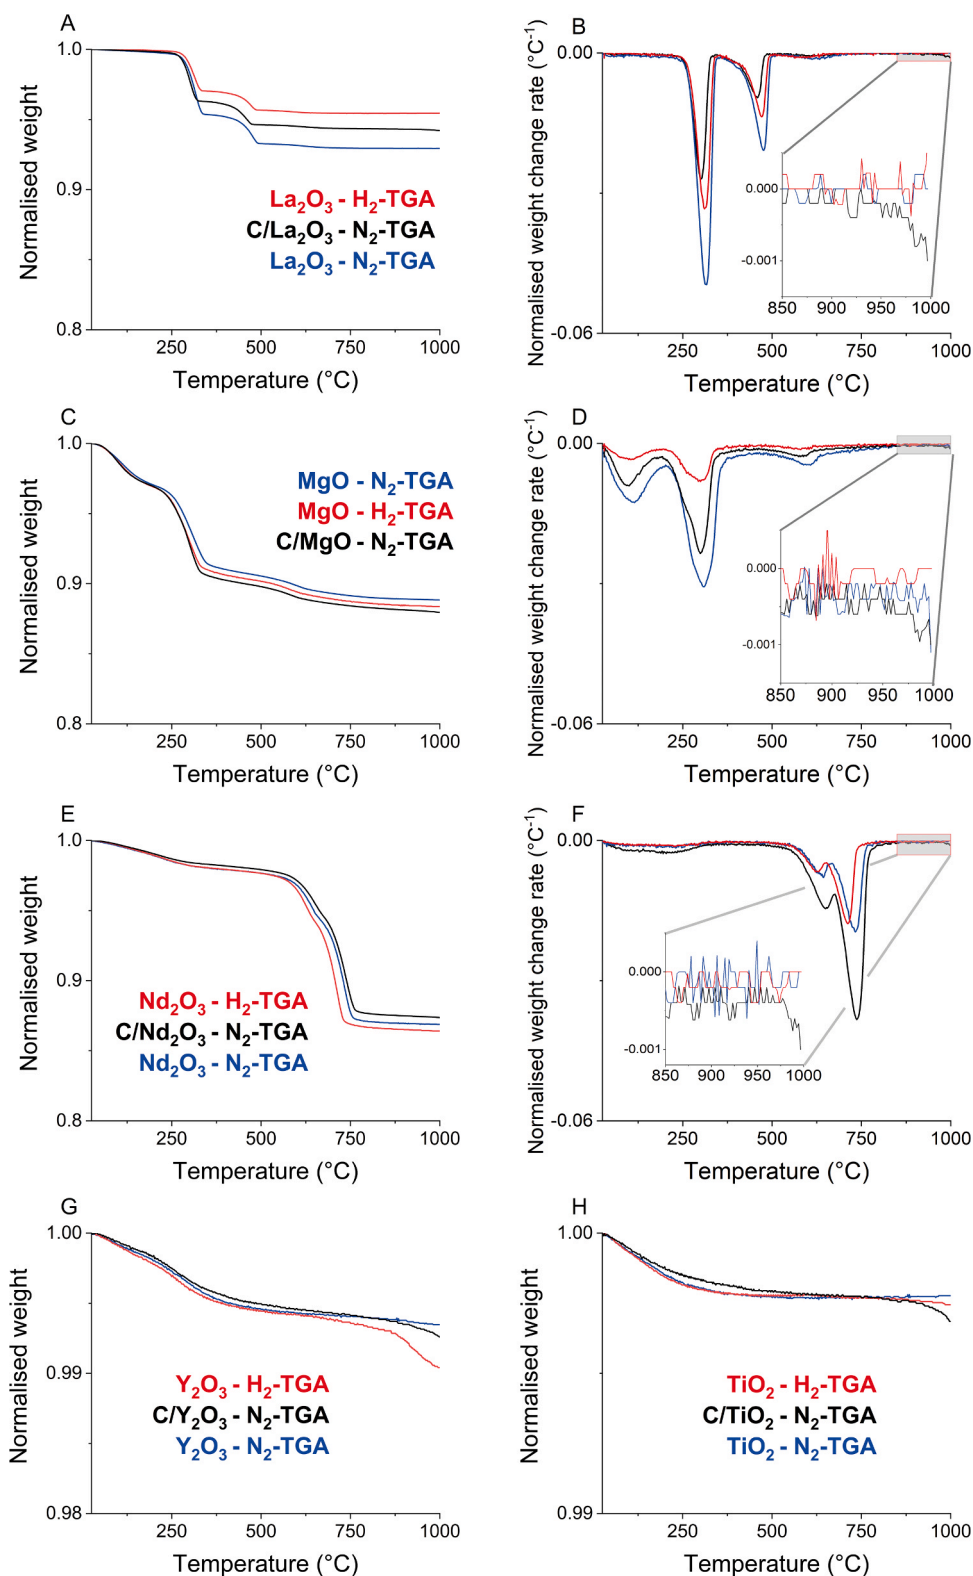 A
1.0
0.9
0.8
Normalised weight
La₂O₃ - H₂-TGA
C/La₂O₃ - N₂-TGA
La₂O₃ - N₂-TGA
250 500 750 1000
Temperature (°C)
B
0.00
-0.06
Normalised weight change rate (°C⁻¹)
0.000
-0.001
850 900 950 1000
250 500 750 1000
Temperature (°C)
C
1.0
0.9
0.8
Normalised weight
MgO - N₂-TGA
MgO - H₂-TGA
C/MgO - N₂-TGA
250 500 750 1000
Temperature (°C)
D
0.00
-0.06
Normalised weight change rate (°C⁻¹)
0.000
-0.001
850 900 950 1000
250 500 750 1000
Temperature (°C)
E
1.0
0.9
0.8
Normalised weight
Nd₂O₃ - H₂-TGA
C/Nd₂O₃ - N₂-TGA
Nd₂O₃ - N₂-TGA
250 500 750 1000
Temperature (°C)
F
0.00
-0.06
Normalised weight change rate (°C⁻¹)
0.000
-0.001
850 900 950 1000
250 500 750 1000
Temperature (°C)
G
1.00
0.99
0.98
Normalised weight
Y₂O₃ - H₂-TGA
C/Y₂O₃ - N₂-TGA
Y₂O₃ - N₂-TGA
250 500 750 1000
Temperature (°C)
H
1.00
0.99
Normalised weight
TiO₂ - H₂-TGA
C/TiO₂ - N₂-TGA
TiO₂ - N₂-TGA
250 500 750 1000
Temperature (°C)